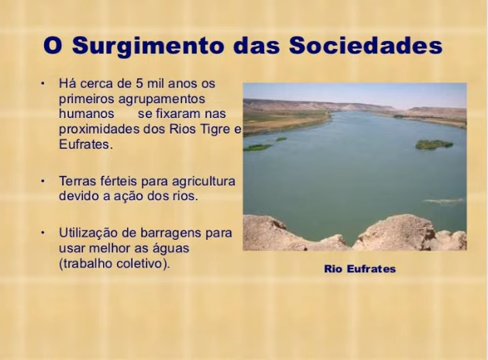 O Surgimento das Sociedades
• Há cerca de 5 mil anos os
primeiros agrupamentos
humanos se fixaram nas
proximidades dos Rios Tigre e
Eufrates.
• Terras férteis para agricultura
devido a ação dos rios.
• Utilização de barragens para
usar melhor as águas
(trabalho coletivo).
Rio Eufrates